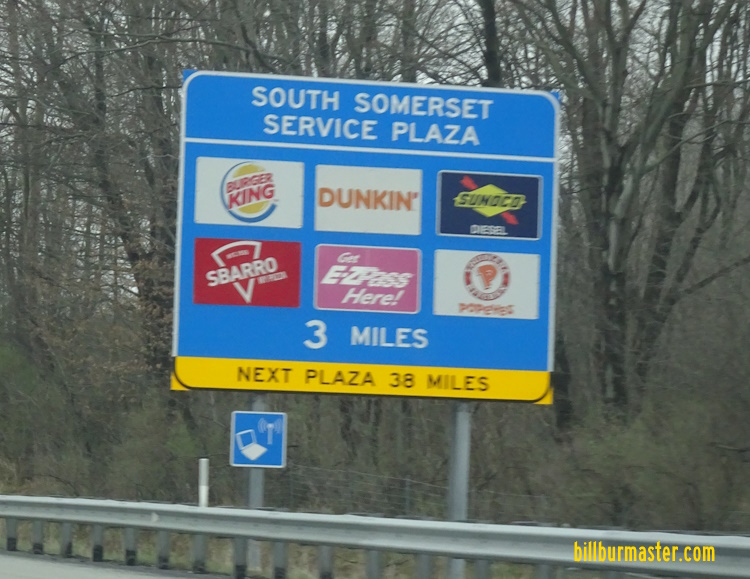 SOUTH SOMERSET
SERVICE PLAZA
BURGER
KING
DUNKIN'
SUNOCO
DIESEL
SBARRO
Get
E-ZPass
Here!
POPEYES
3 MILES
NEXT PLAZA 38 MILES
billburmaster.com